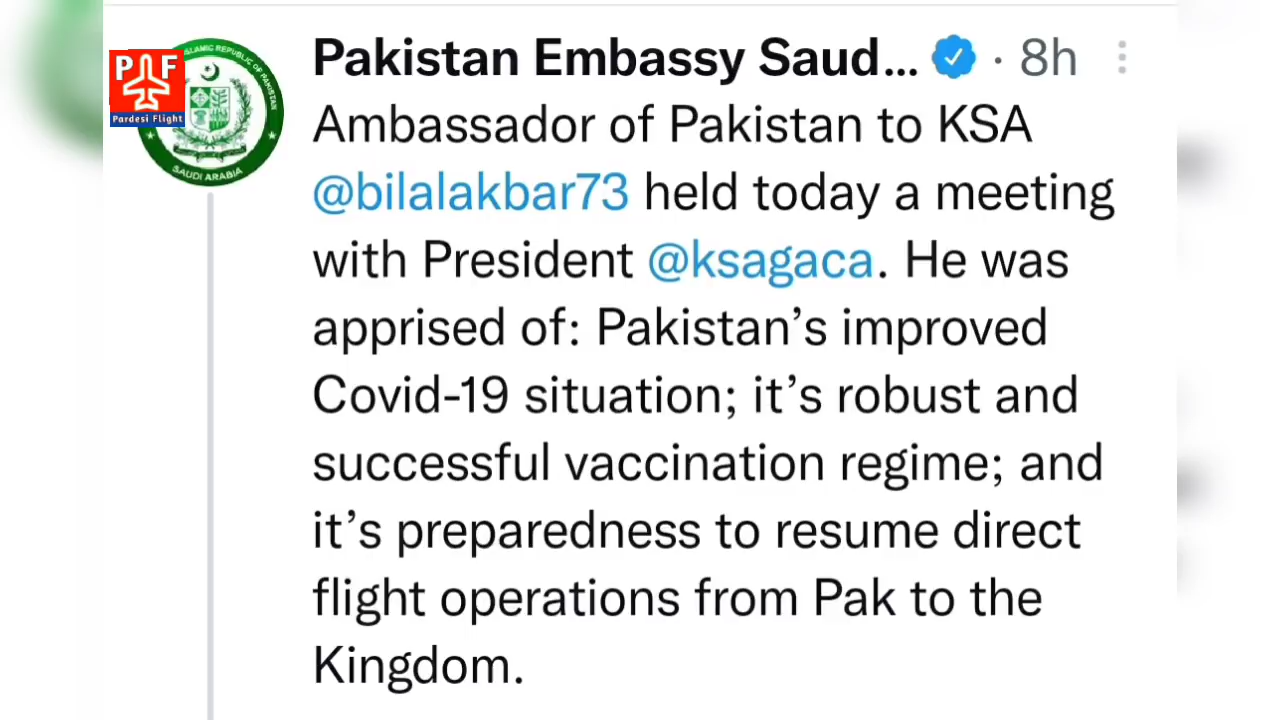 P F
Pardesi Flight
ISLAMIC REPUBLIC OF PAKISTAN
SAUDI ARABIA
Pakistan Embassy Saud... · 8h
Ambassador of Pakistan to KSA
@bilalakbar73 held today a meeting
with President @ksagaca. He was
apprised of: Pakistan’s improved
Covid-19 situation; it’s robust and
successful vaccination regime; and
it’s preparedness to resume direct
flight operations from Pak to the
Kingdom.